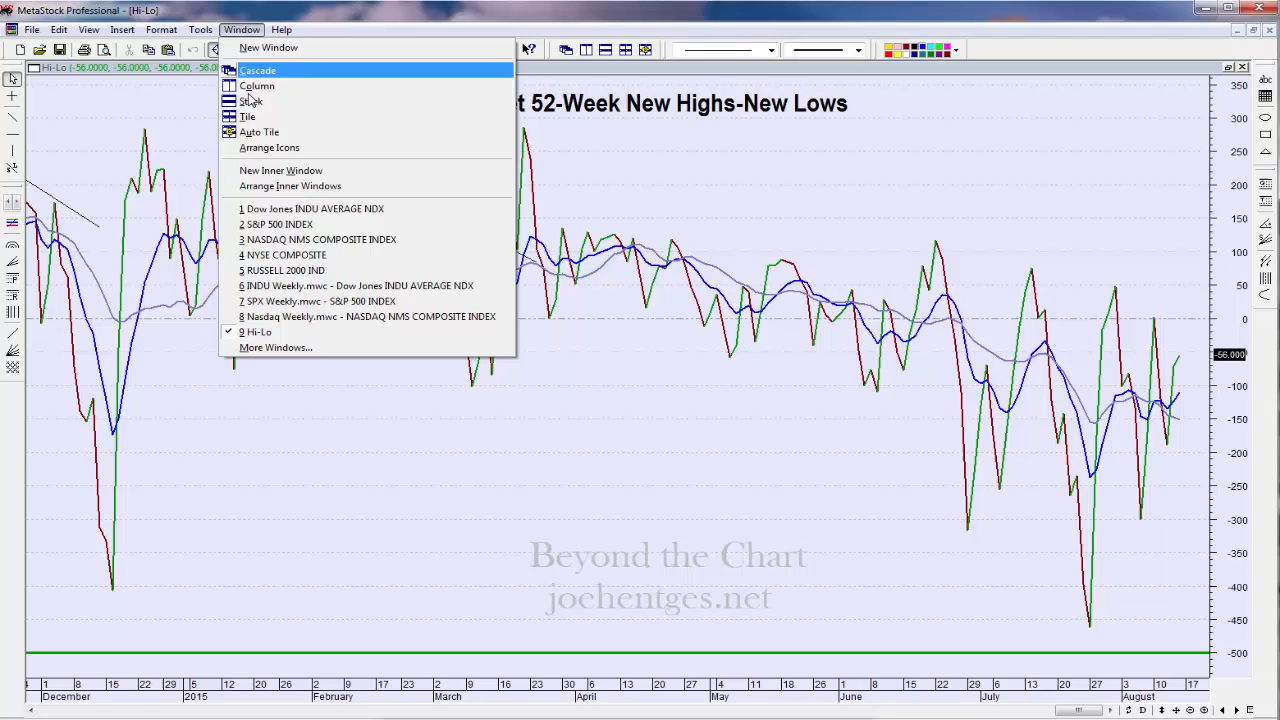 MetaStock Professional - [Hi-Lo]
File Edit View Insert Format Tools Window Help
Hi-Lo (-56.0000, -56.0000, -56.0
New Window
Cascade
Column
Stack
Tile
Auto Tile
Arrange Icons
New Inner Window
Arrange Inner Windows
1 Dow Jones INDU AVERAGE NDX
2 S&P 500 INDEX
3 NASDAQ NMS COMPOSITE INDEX
4 NYSE COMPOSITE
5 RUSSELL 2000 IND
6 INDU Weekly.mwc - Dow Jones INDU AVERAGE NDX
7 SPX Weekly.mwc - S&P 500 INDEX
8 Nasdaq Weekly.mwc - NASDAQ NMS COMPOSITE INDEX
9 Hi-Lo
More Windows...
52-Week New Highs-New Lows
abc
350
300
250
200
150
100
50
0
-56.000
-100
-150
-200
-250
-300
-350
-400
-450
-500
Beyond the Chart
joehentges.net
1 8 15 22 29 5 12 20 26 2 9 17 23 2 9 16 23 30 6 13 20 27 4 11 18 26 1 8 15 22 29 6 13 20 27 3 10 17
December 2015 February March April May June July August